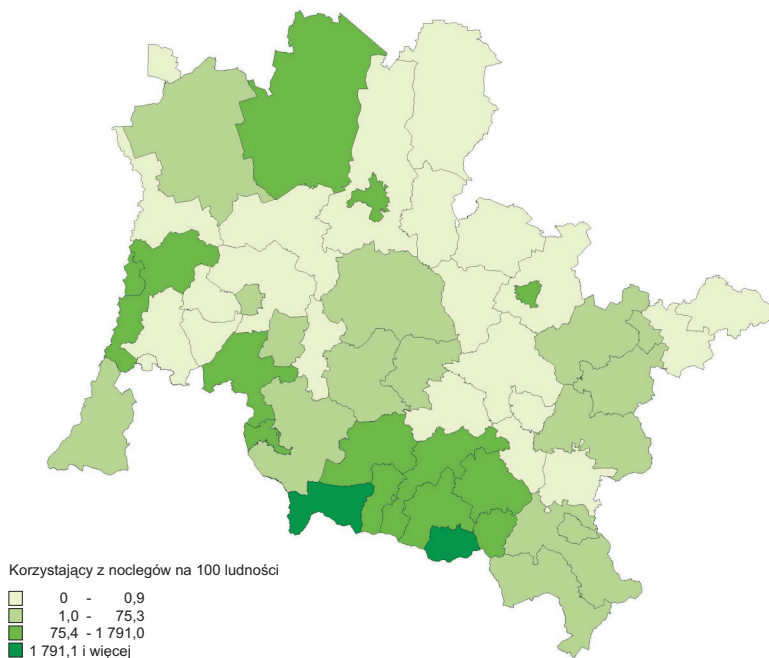 Korzystający z noclegów na 100 ludności
0 - 0,9
1,0 - 75,3
75,4 - 1 791,0
1 791,1 i więcej